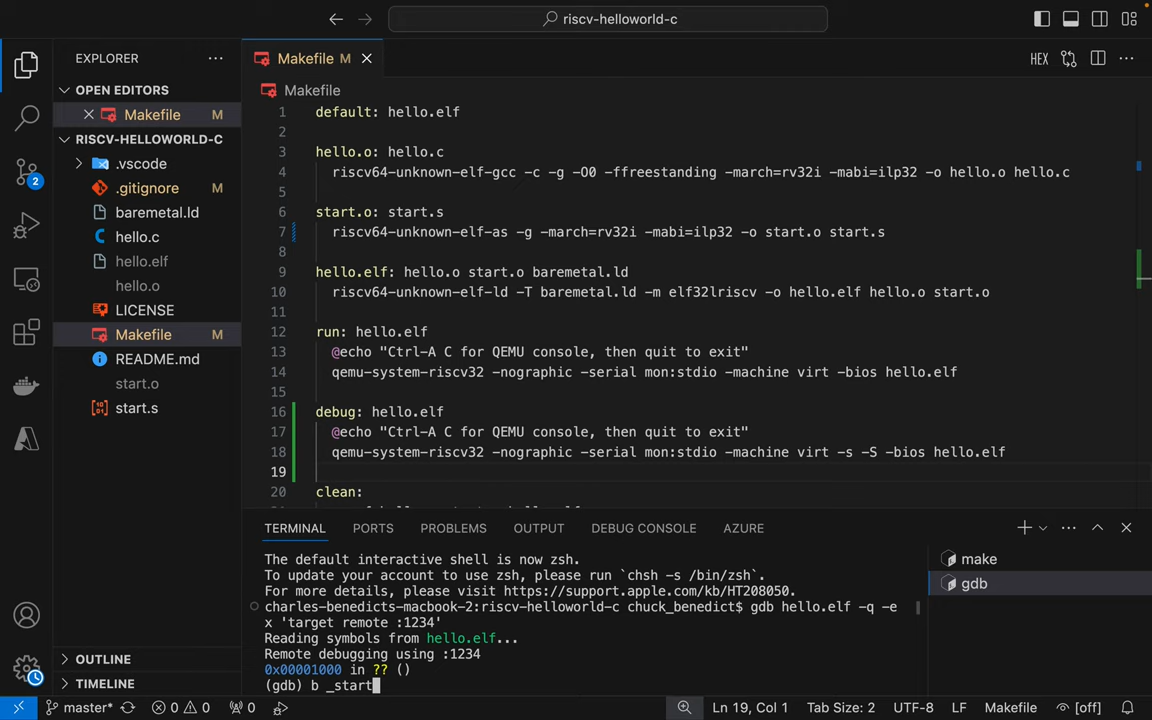 riscv-helloworld-c
EXPLORER
Makefile M
HEX
OPEN EDITORS
Makefile M
RISCV-HELLOWORLD-C
.vscode
.gitignore M
baremetal.ld
hello.c
hello.elf
hello.o
LICENSE
Makefile M
README.md
start.o
start.s
OUTLINE
TIMELINE
2
Makefile
1 default: hello.elf
2
3 hello.o: hello.c
4 riscv64-unknown-elf-gcc -c -g -O0 -ffreestanding -march=rv32i -mabi=ilp32 -o hello.o hello.c
5
6 start.o: start.s
7 riscv64-unknown-elf-as -g -march=rv32i -mabi=ilp32 -o start.o start.s
8
9 hello.elf: hello.o start.o baremetal.ld
10 riscv64-unknown-elf-ld -T baremetal.ld -m elf32lriscv -o hello.elf hello.o start.o
11
12 run: hello.elf
13 @echo "Ctrl-A C for QEMU console, then quit to exit"
14 qemu-system-riscv32 -nographic -serial mon:stdio -machine virt -bios hello.elf
15
16 debug: hello.elf
17 @echo "Ctrl-A C for QEMU console, then quit to exit"
18 qemu-system-riscv32 -nographic -serial mon:stdio -machine virt -s -S -bios hello.elf
19
20 clean:
TERMINAL PORTS PROBLEMS OUTPUT DEBUG CONSOLE AZURE
The default interactive shell is now zsh.
To update your account to use zsh, please run `chsh -s /bin/zsh`.
For more details, please visit https://support.apple.com/kb/HT208050.
charles-benedicts-macbook-2:riscv-helloworld-c chuck_benedict$ gdb hello.elf -q -e
x 'target remote :1234'
Reading symbols from hello.elf...
Remote debugging using :1234
0x00001000 in ?? ()
(gdb) b _start
make
gdb
master* 0 0 0 Ln 19, Col 1 Tab Size: 2 UTF-8 LF Makefile [off]